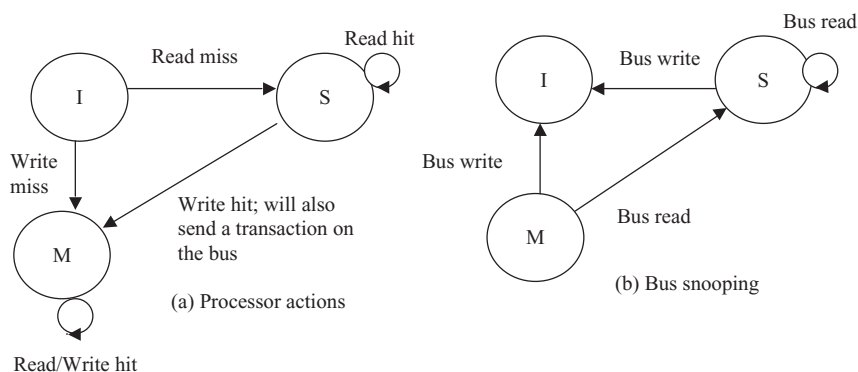 Read hit
Read miss
I
S
Write
miss
Write hit; will also
send a transaction on
the bus
M
(a) Processor actions
Read/Write hit
Bus read
Bus write
I
S
Bus write
Bus read
M
(b) Bus snooping